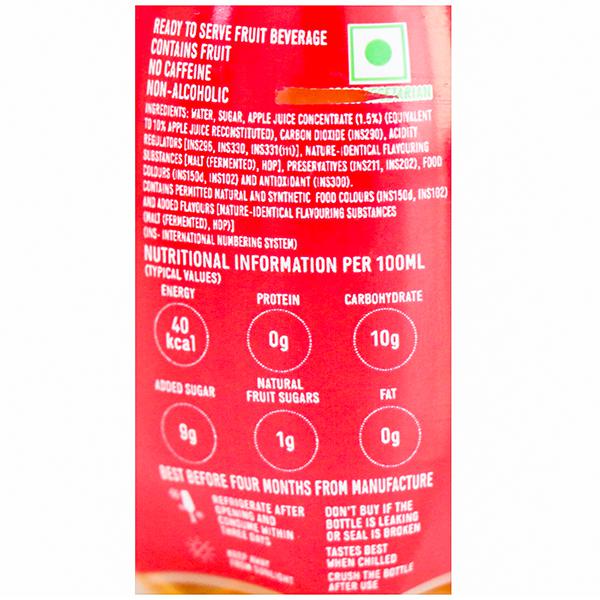 READY TO SERVE FRUIT BEVERAGE
CONTAINS FRUIT
NO CAFFEINE
NON-ALCOHOLIC
INGREDIENTS: WATER, SUGAR, APPLE JUICE CONCENTRATE (1.5%) (EQUIVALENT
TO 10% APPLE JUICE RECONSTITUTED), CARBON DIOXIDE (INS290), ACIDITY
REGULATORS [INS296, INS330, INS331(iii)], NATURE-IDENTICAL FLAVOURING
SUBSTANCES [MALT (FERMENTED), HOP], PRESERVATIVES (INS211, INS202), FOOD
COLOURS (INS150d, INS102) AND ANTIOXIDANT (INS300).
CONTAINS PERMITTED NATURAL AND SYNTHETIC FOOD COLOURS (INS150d, INS102)
AND ADDED FLAVOURS [NATURE-IDENTICAL FLAVOURING SUBSTANCES
(MALT (FERMENTED), HOP)]
(INS- INTERNATIONAL NUMBERING SYSTEM)
NUTRITIONAL INFORMATION PER 100ML
(TYPICAL VALUES)
ENERGY PROTEIN CARBOHYDRATE
40 kcal 0g 10g
ADDED SUGAR NATURAL FRUIT SUGARS FAT
9g 1g 0g
BEST BEFORE FOUR MONTHS FROM MANUFACTURE
REFRIGERATE AFTER
OPENING AND
CONSUME WITHIN
THREE DAYS
KEEP AWAY
FROM SUNLIGHT
DON'T BUY IF THE
BOTTLE IS LEAKING
OR SEAL IS BROKEN
TASTES BEST
WHEN CHILLED
CRUSH THE BOTTLE
AFTER USE